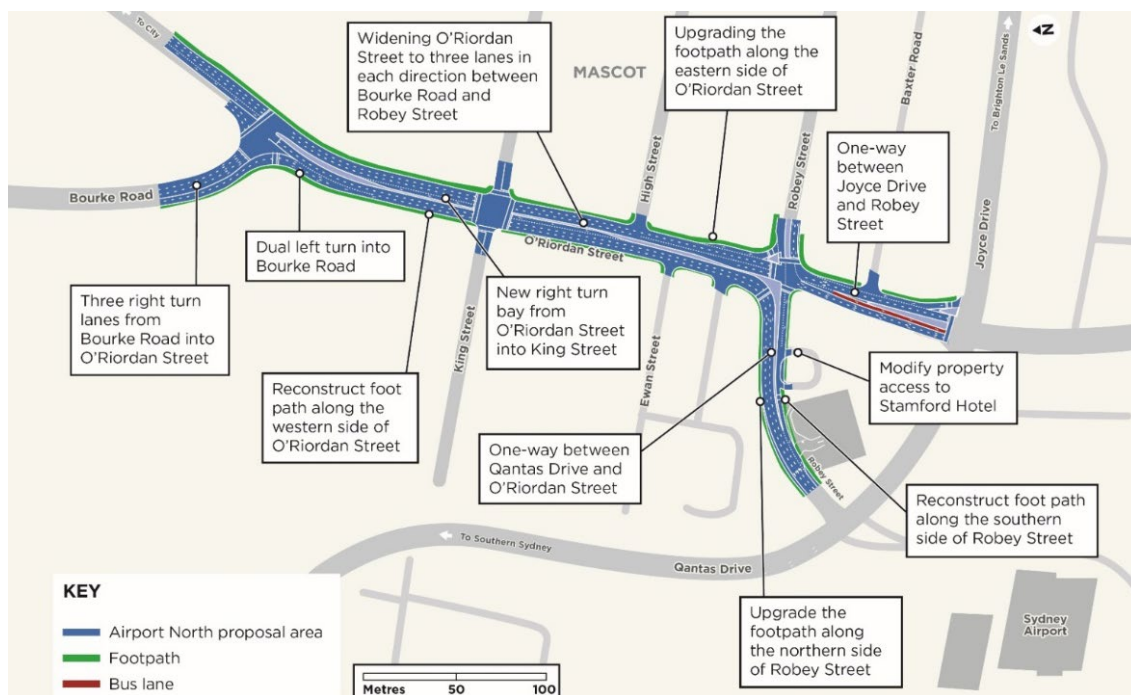 To City
Widening O'Riordan
Street to three lanes in
each direction between
Bourke Road and
Robey Street
MASCOT
Upgrading the
footpath along the
eastern side of
O'Riordan Street
High Street
Robey Street
Baxter Road
To Brighton Le Sands
N
One-way
between
Joyce Drive
and Robey
Street
Joyce Drive
Bourke Road
O'Riordan Street
Dual left turn into
Bourke Road
Three right turn
lanes from
Bourke Road into
O'Riordan Street
King Street
New right turn
bay from
O'Riordan Street
into King Street
Ewan Street
Modify property
access to
Stamford Hotel
Reconstruct foot
path along the
western side of
O'Riordan Street
One-way between
Qantas Drive and
O'Riordan Street
Robey Street
Reconstruct foot path
along the southern
side of Robey Street
To Southern Sydney
Qantas Drive
Upgrade the
footpath along
the northern side
of Robey Street
Sydney
Airport
KEY
Airport North proposal area
Footpath
Bus lane
Metres 50 100